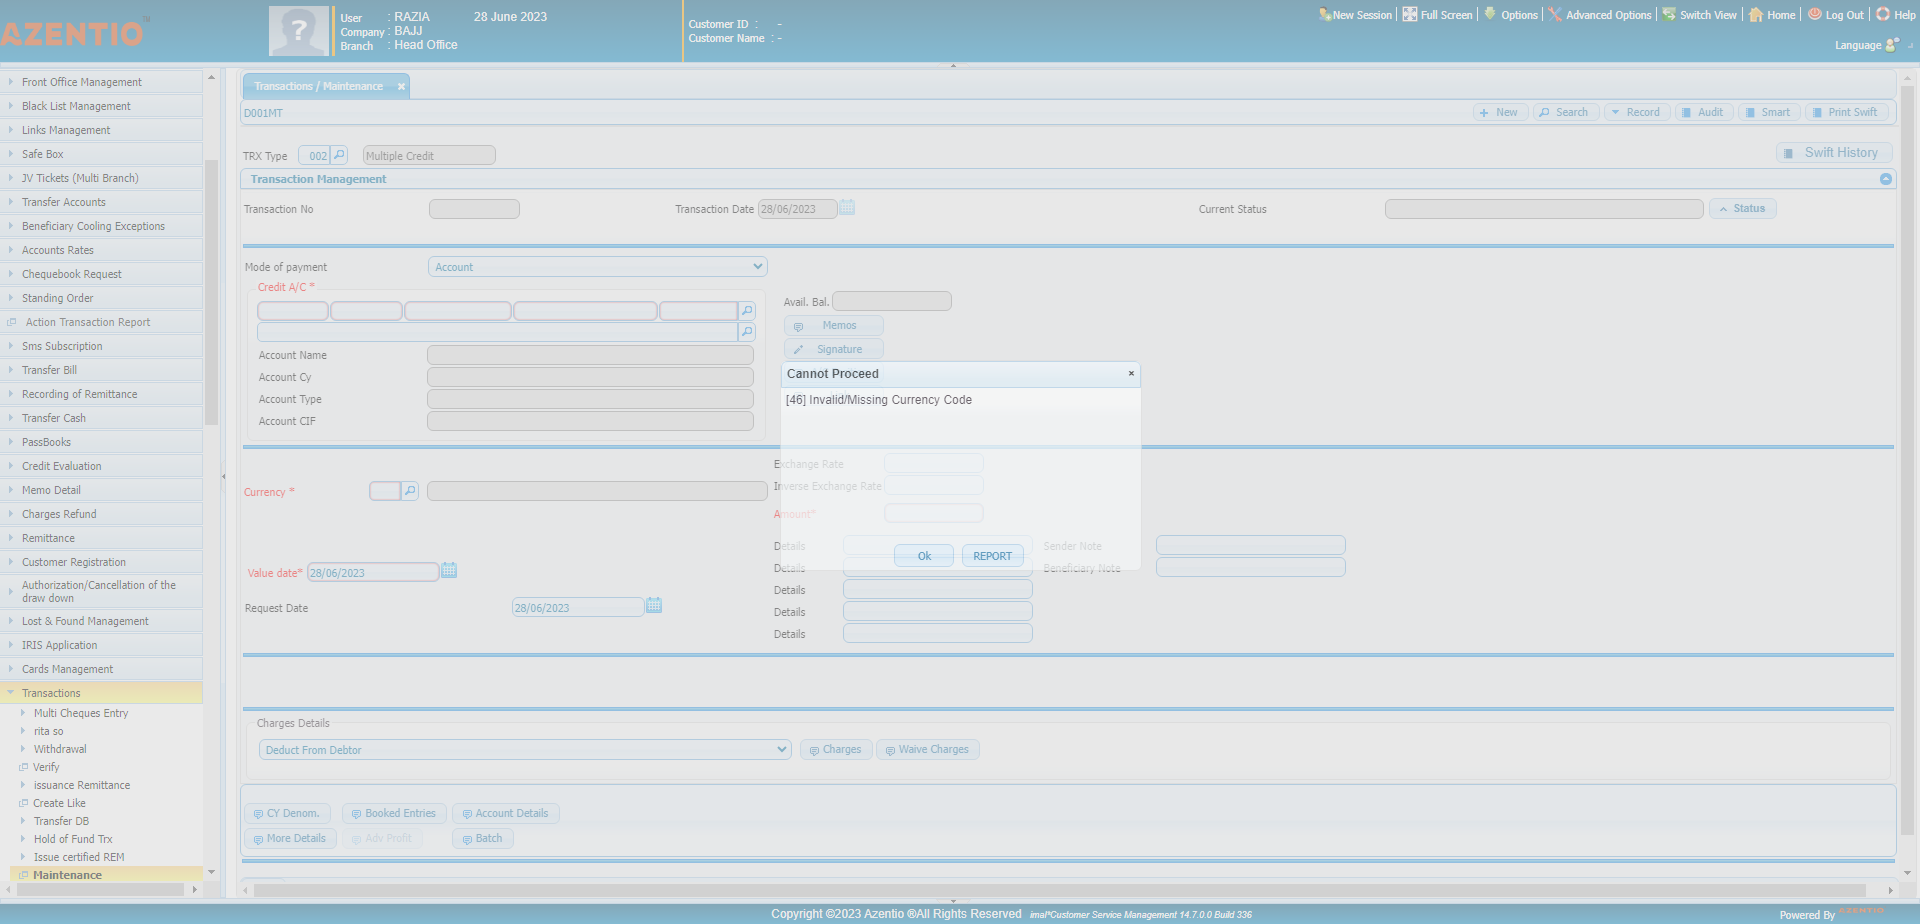 AZENTIO™
User : RAZIA 28 June 2023
Company : BAJJ
Branch : Head Office
Customer ID : -
Customer Name : -
New Session Full Screen Options Advanced Options Switch View Home Log Out Help
Language
Front Office Management
Black List Management
Links Management
Safe Box
JV Tickets (Multi Branch)
Transfer Accounts
Beneficiary Cooling Exceptions
Accounts Rates
Chequebook Request
Standing Order
Action Transaction Report
Sms Subscription
Transfer Bill
Recording of Remittance
Transfer Cash
PassBooks
Credit Evaluation
Memo Detail
Charges Refund
Remittance
Customer Registration
Authorization/Cancellation of the
draw down
Lost & Found Management
IRIS Application
Cards Management
Transactions
Multi Cheques Entry
rita so
Withdrawal
Verify
issuance Remittance
Create Like
Transfer DB
Hold of Fund Trx
Issue certified REM
Maintenance
Transactions / Maintenance
D001MT
New Search Record Audit Smart Print Swift
TRX Type 002 Multiple Credit
Swift History
Transaction Management
Transaction No Transaction Date 28/06/2023 Current Status Status
Mode of payment Account
Credit A/C *
Avail. Bal.
Memos
Signature
Account Name
Account Cy
Account Type
Account CIF
Cannot Proceed
[46] Invalid/Missing Currency Code
Ok REPORT
Exchange Rate
Inverse Exchange Rate
Currency *
Amount*
Details Sender Note
Details Beneficiary Note
Value date* 28/06/2023
Details
Request Date 28/06/2023
Details
Details
Charges Details
Deduct From Debtor Charges Waive Charges
CY Denom. Booked Entries Account Details
More Details Adv Profit Batch
Copyright ©2023 Azentio ®All Rights Reserved imal*Customer Service Management 14.7.0.0 Build 336
Powered By AZENTIO